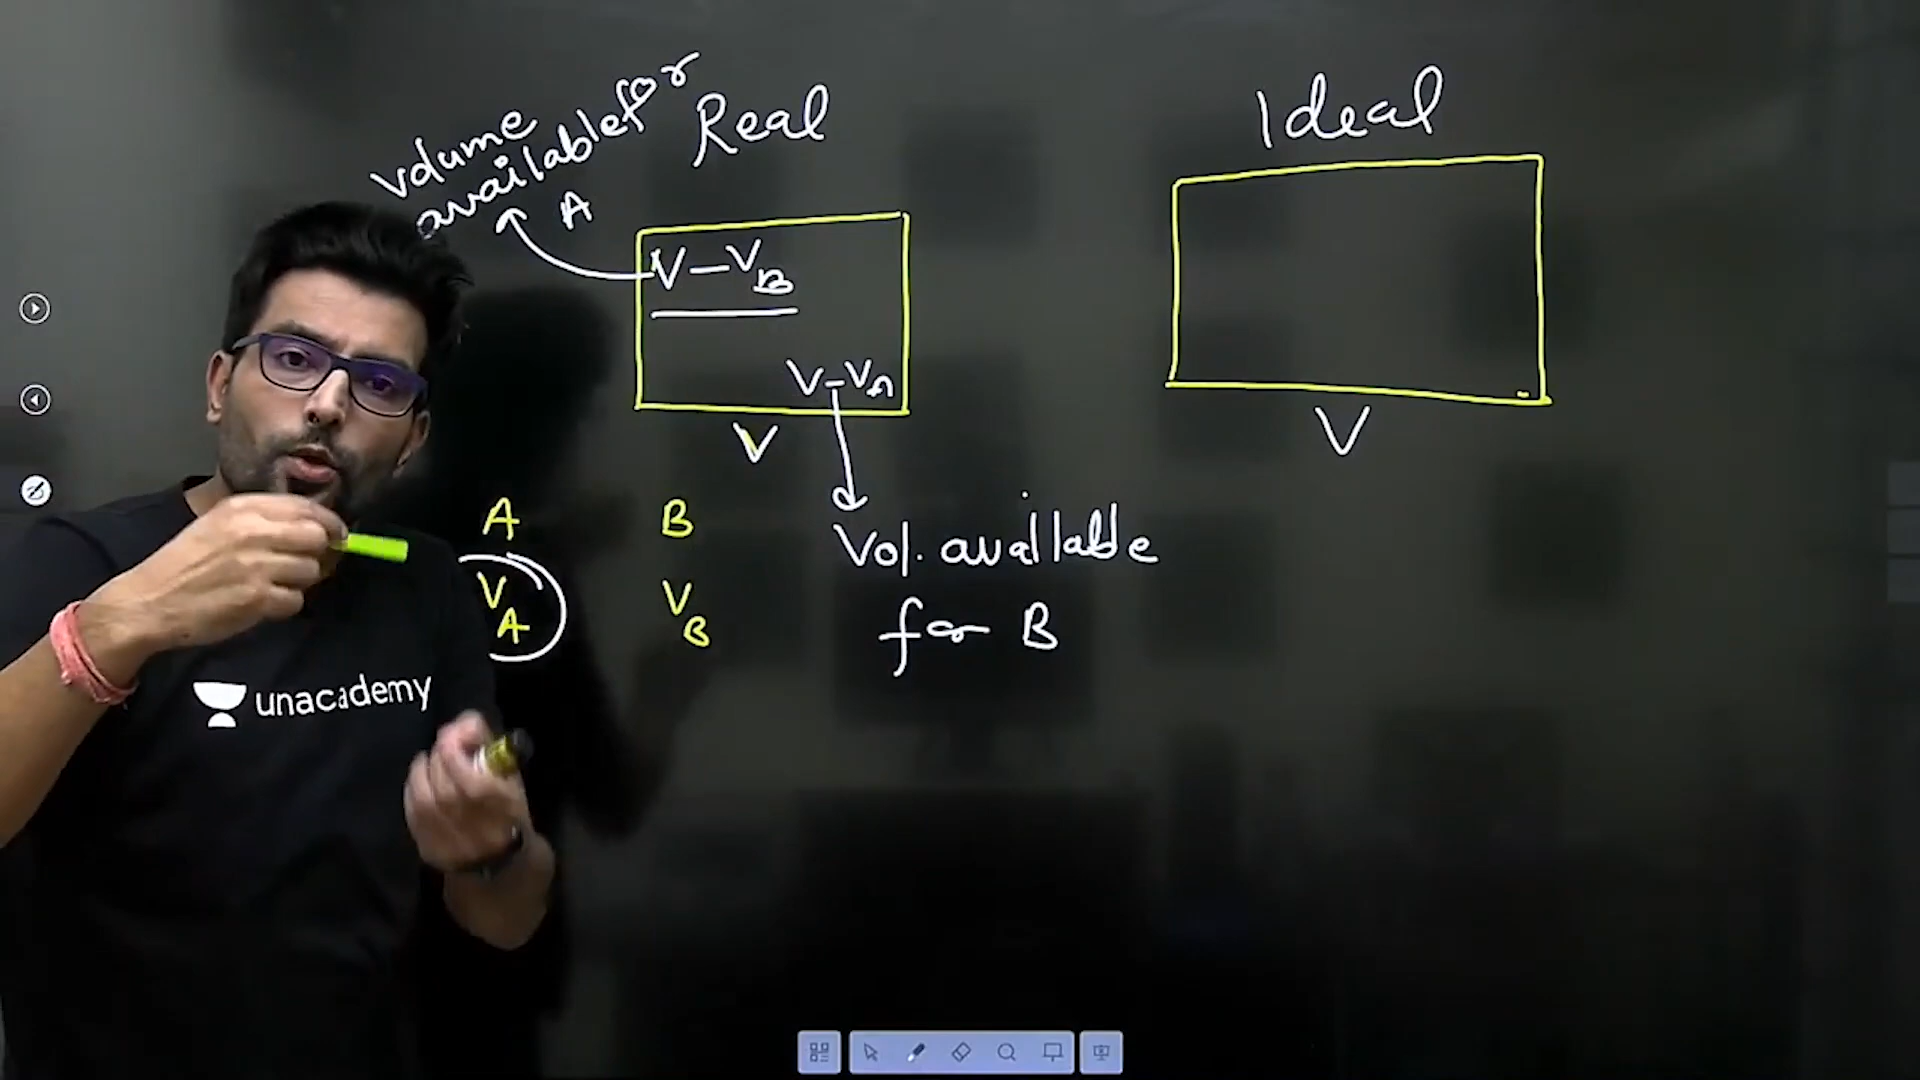 volume
available for
A
Real
Ideal
V-VB
V-VA
V
V
A
B
VA
VB
Vol. available
for B
unacademy